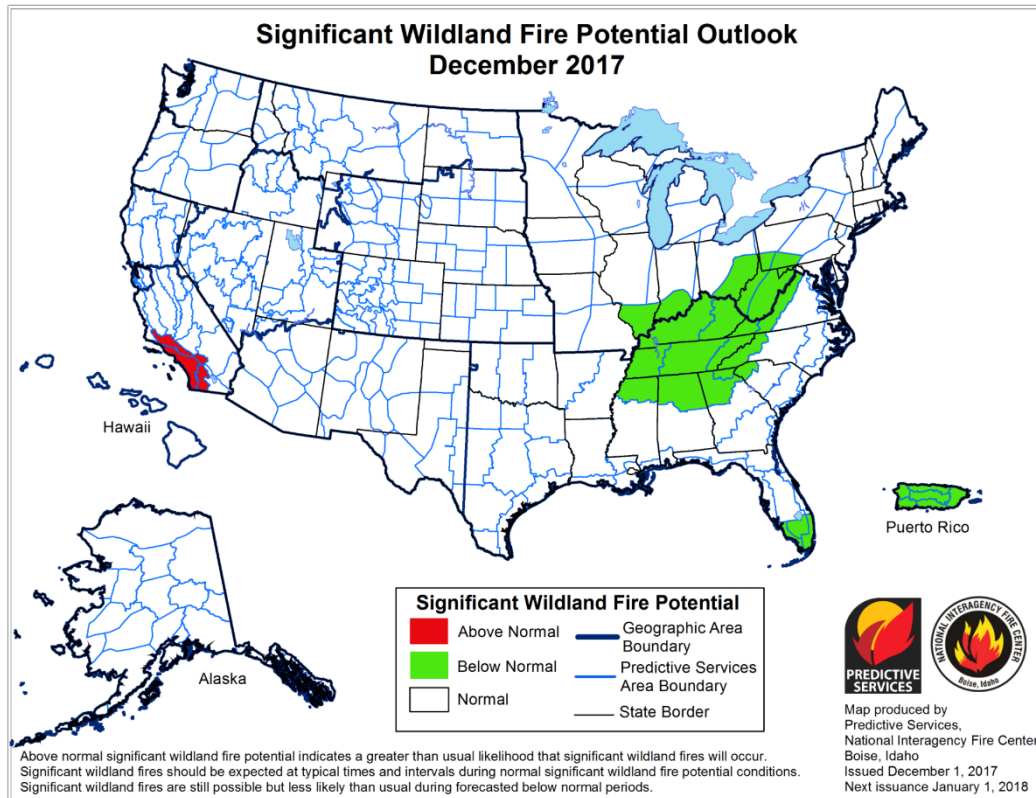 Significant Wildland Fire Potential Outlook
December 2017
Hawaii
Alaska
Puerto Rico
Significant Wildland Fire Potential
Above Normal
Below Normal
Normal
Geographic Area
Boundary
Predictive Services
Area Boundary
State Border
PREDICTIVE
SERVICES
NATIONAL INTERAGENCY FIRE CENTER
Boise, Idaho
Map produced by
Predictive Services,
National Interagency Fire Center
Boise, Idaho
Issued December 1, 2017
Next issuance January 1, 2018
Above normal significant wildland fire potential indicates a greater than usual likelihood that significant wildland fires will occur.
Significant wildland fires should be expected at typical times and intervals during normal significant wildland fire potential conditions.
Significant wildland fires are still possible but less likely than usual during forecasted below normal periods.